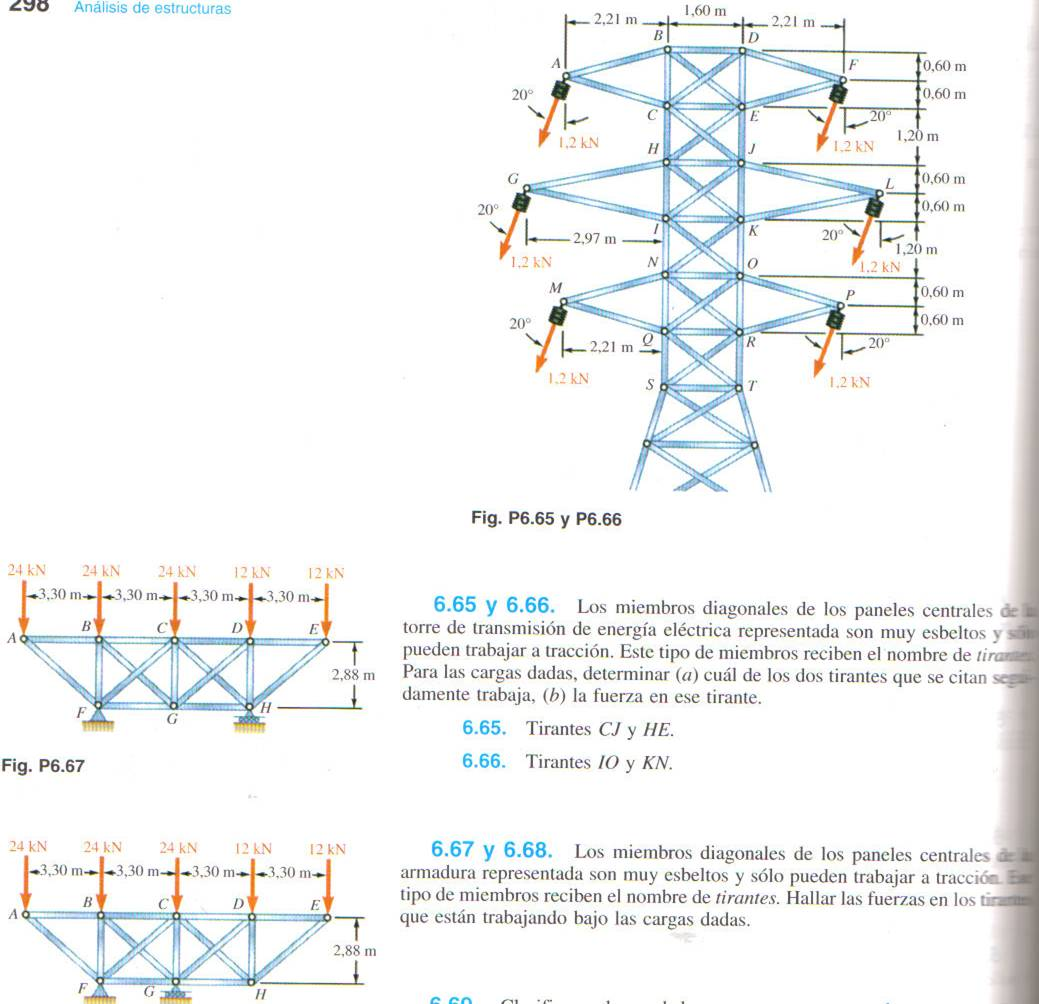 298 Análisis de estructuras
2,21 m 1,60 m 2,21 m
B D
A F 0,60 m
20° 0,60 m
C E 20°
1,2 kN 1,2 kN 1,20 m
H J
G L 0,60 m
20° 0,60 m
I K 20°
2,97 m 1,20 m
1,2 kN N O 1,2 kN
M P 0,60 m
20° 0,60 m
2,21 m Q R 20°
1,2 kN S T 1,2 kN
Fig. P6.65 y P6.66
24 kN 24 kN 24 kN 12 kN 12 kN
3,30 m 3,30 m 3,30 m 3,30 m
A B C D E
2,88 m
F G H
Fig. P6.67
6.65 y 6.66. Los miembros diagonales de los paneles centrales de
torre de transmisión de energía eléctrica representada son muy esbeltos y
pueden trabajar a tracción. Este tipo de miembros reciben el nombre de
Para las cargas dadas, determinar (a) cuál de los dos tirantes que se citan segui-
damente trabaja, (b) la fuerza en ese tirante.
6.65. Tirantes CJ y HE.
6.66. Tirantes IO y KN.
24 kN 24 kN 24 kN 12 kN 12 kN
3,30 m 3,30 m 3,30 m 3,30 m
A B C D E
2,88 m
F G H
6.67 y 6.68. Los miembros diagonales de los paneles centrales de
armadura representada son muy esbeltos y sólo pueden trabajar a tracción.
tipo de miembros reciben el nombre de tirantes. Hallar las fuerzas en los
que están trabajando bajo las cargas dadas.